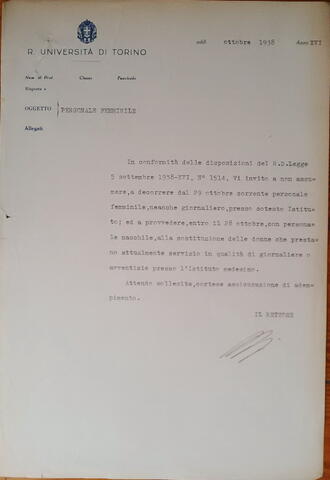 R. UNIVERSITÀ DI TORINO
addì ottobre 1938 Anno XVI
Num. di Prot. Classe Fascicolo
Risposta a
OGGETTO PERSONALE FEMMINILE
Allegati
In conformità delle disposizioni del R.D.Legge
5 settembre 1938-XVI, N° 1514, Vi invito a non assu-
mere, a decorrere dal 29 ottobre corrente personale
femminile, neanche giornaliero, presso cotesto Istitu-
to; ed a provvedere, entro il 28 ottobre, con persona-
le maschile, alla sostituzione delle donne che presta-
no attualmente servizio in qualità di giornaliere o
avventizie presso l'Istituto medesimo.
Attendo sollecita, cortese assicurazione di adem-
pimento.
IL RETTORE